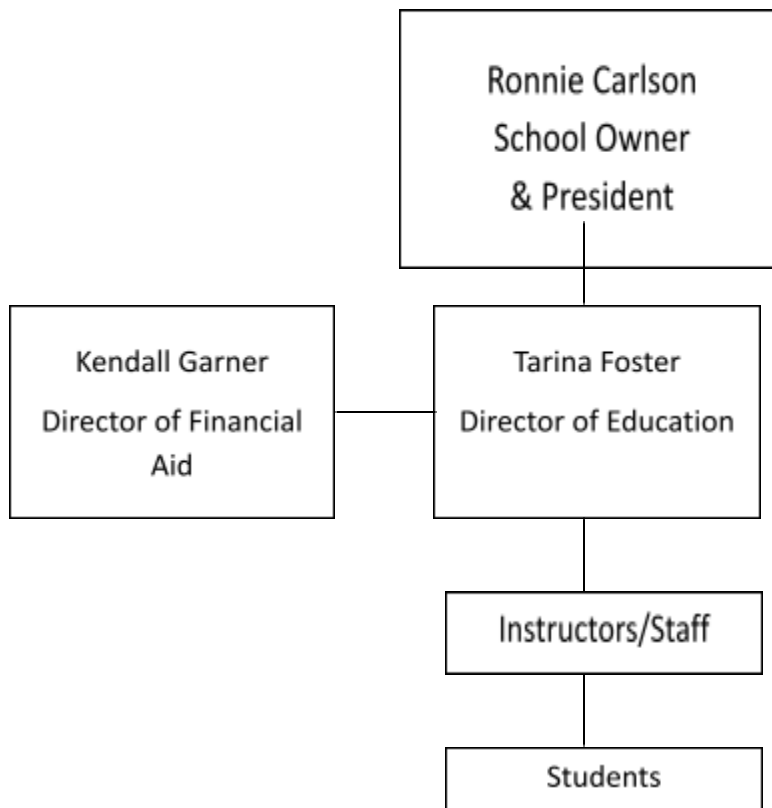 Ronnie Carlson
School Owner
& President
Kendall Garner
Director of Financial
Aid
Tarina Foster
Director of Education
Instructors/Staff
Students